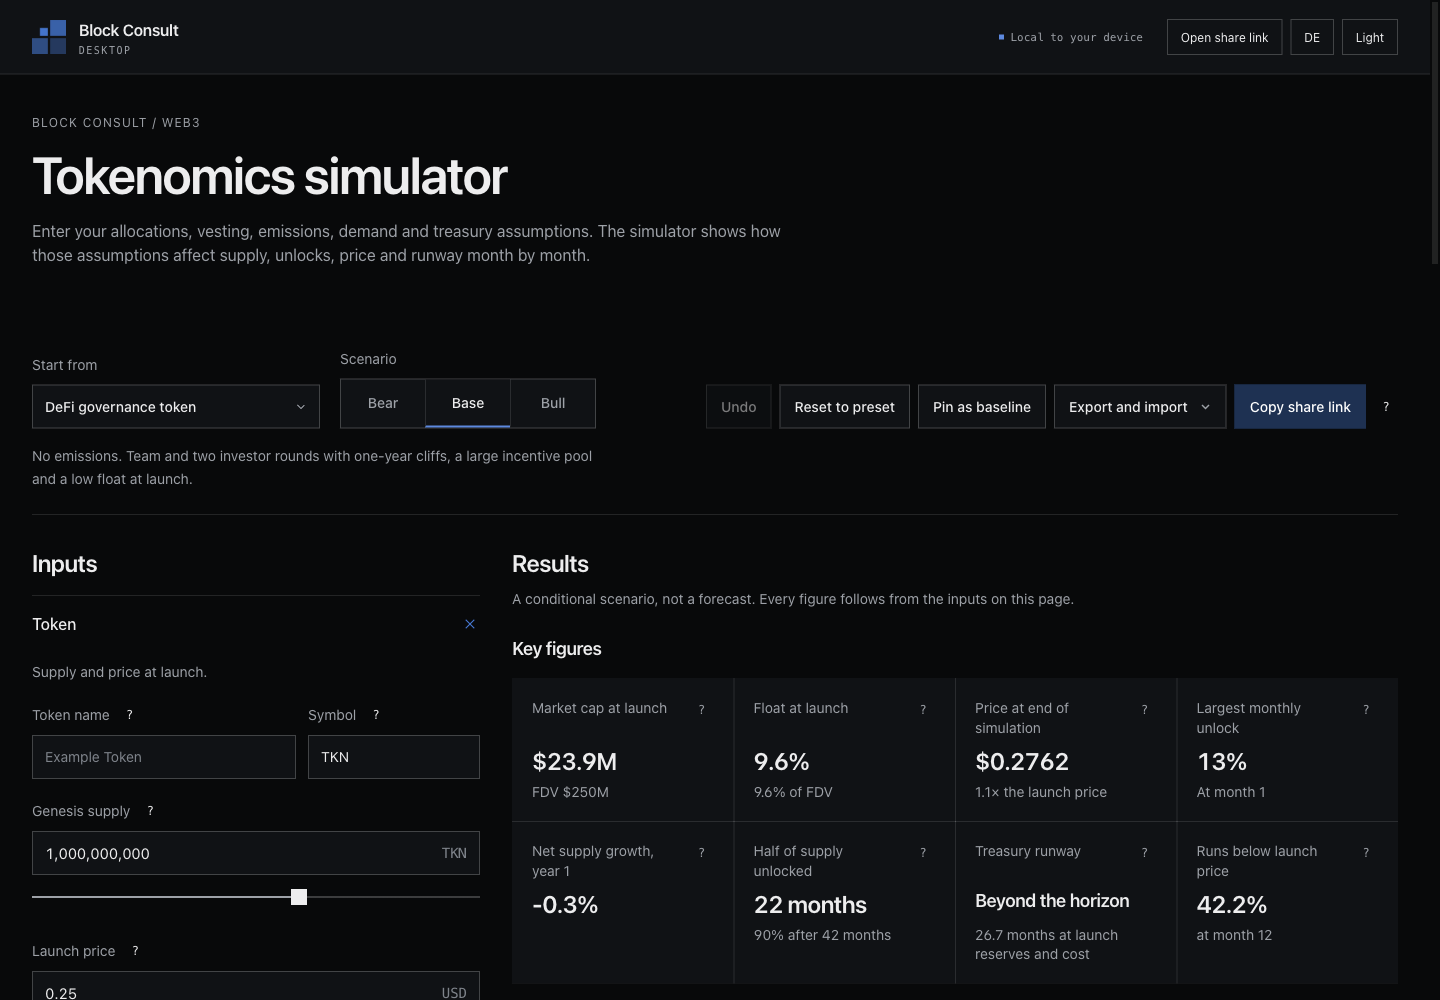 Block Consult
DESKTOP
Local to your device
Open share link
DE
Light
BLOCK CONSULT / WEB3
Tokenomics simulator
Enter your allocations, vesting, emissions, demand and treasury assumptions. The simulator shows how
those assumptions affect supply, unlocks, price and runway month by month.
Start from
DeFi governance token
Scenario
Bear
Base
Bull
Undo
Reset to preset
Pin as baseline
Export and import
Copy share link
?
No emissions. Team and two investor rounds with one-year cliffs, a large incentive pool
and a low float at launch.
Inputs
Token
Supply and price at launch.
Token name ?
Example Token
Symbol ?
TKN
Genesis supply ?
1,000,000,000 TKN
Launch price ?
0.25 USD
Results
A conditional scenario, not a forecast. Every figure follows from the inputs on this page.
Key figures
Market cap at launch ?
$23.9M
FDV $250M
Float at launch ?
9.6%
9.6% of FDV
Price at end of ?
simulation
$0.2762
1.1× the launch price
Largest monthly ?
unlock
13%
At month 1
Net supply growth, ?
year 1
-0.3%
Half of supply ?
unlocked
22 months
90% after 42 months
Treasury runway ?
Beyond the horizon
26.7 months at launch
reserves and cost
Runs below launch ?
price
42.2%
at month 12